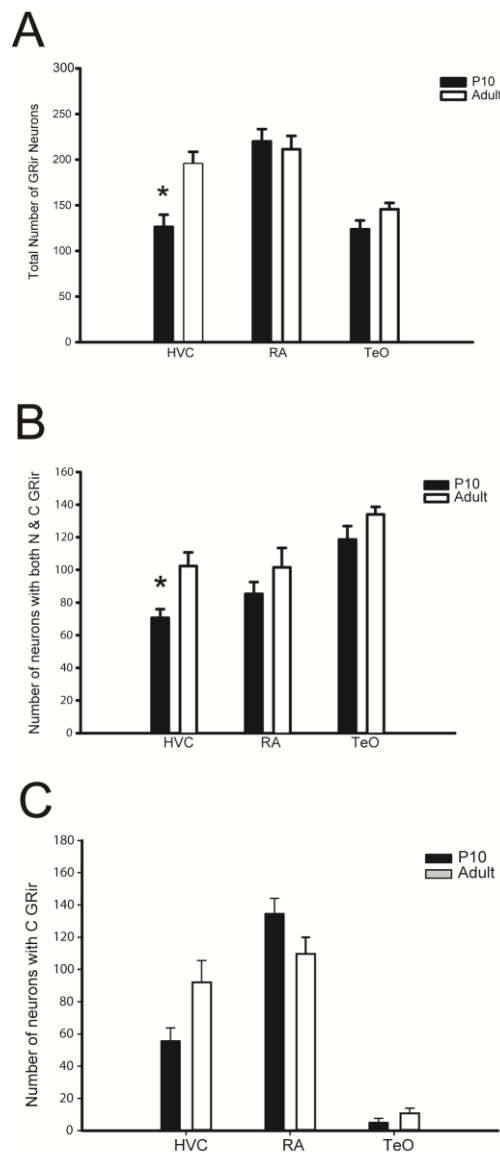 A
P10
Adult
Total Number of GRir Neurons
300
250
200
150
100
50
0
*
HVC
RA
TeO
B
P10
Adult
Number of neurons with both N & C GRir
160
140
120
100
80
60
40
20
0
*
HVC
RA
TeO
C
P10
Adult
Number of neurons with C GRir
180
160
140
120
100
80
60
40
20
0
HVC
RA
TeO